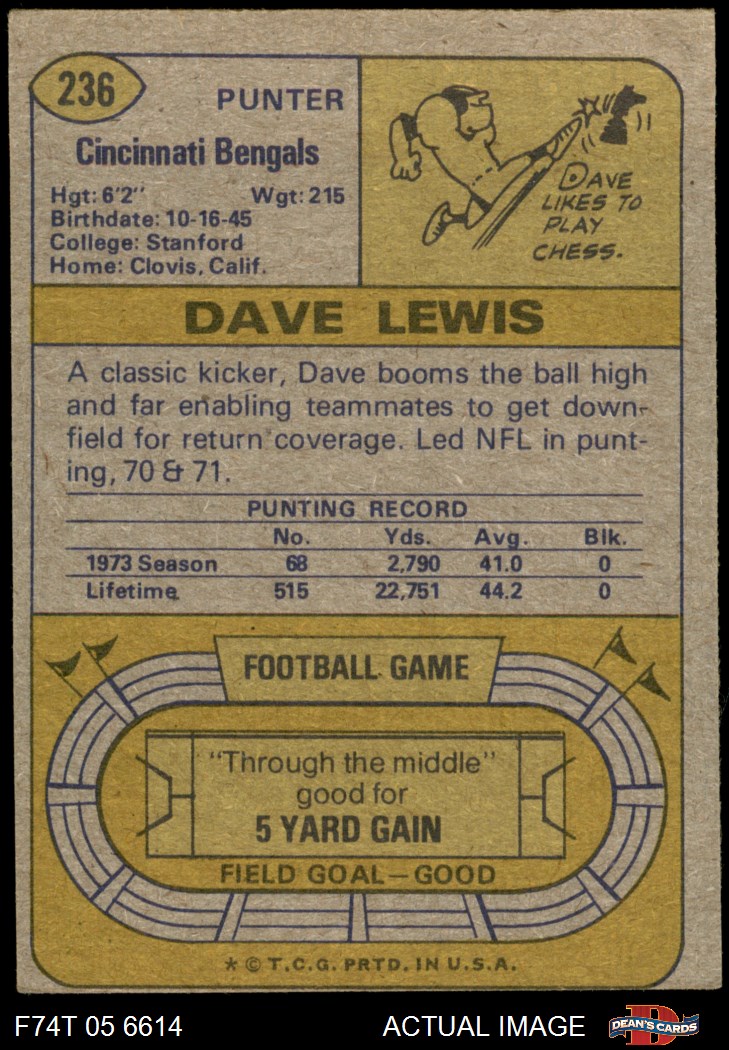 236
PUNTER
Cincinnati Bengals
Hgt: 6'2" Wgt: 215
Birthdate: 10-16-45
College: Stanford
Home: Clovis, Calif.
DAVE
LIKES TO
PLAY
CHESS.
DAVE LEWIS
A classic kicker, Dave booms the ball high
and far enabling teammates to get down-
field for return coverage. Led NFL in punt-
ing, 70 & 71.
PUNTING RECORD
No. Yds. Avg. Blk.
1973 Season 68 2,790 41.0 0
Lifetime 515 22,751 44.2 0
FOOTBALL GAME
"Through the middle"
good for
5 YARD GAIN
FIELD GOAL—GOOD
* © T.C.G. PRTD. IN U.S.A.
F74T 05 6614 ACTUAL IMAGE
D
DEAN'S CARDS